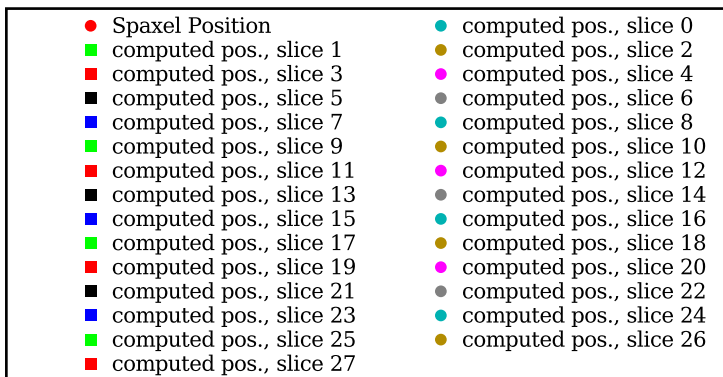 Spaxel Position
computed pos., slice 1
computed pos., slice 3
computed pos., slice 5
computed pos., slice 7
computed pos., slice 9
computed pos., slice 11
computed pos., slice 13
computed pos., slice 15
computed pos., slice 17
computed pos., slice 19
computed pos., slice 21
computed pos., slice 23
computed pos., slice 25
computed pos., slice 27
computed pos., slice 0
computed pos., slice 2
computed pos., slice 4
computed pos., slice 6
computed pos., slice 8
computed pos., slice 10
computed pos., slice 12
computed pos., slice 14
computed pos., slice 16
computed pos., slice 18
computed pos., slice 20
computed pos., slice 22
computed pos., slice 24
computed pos., slice 26